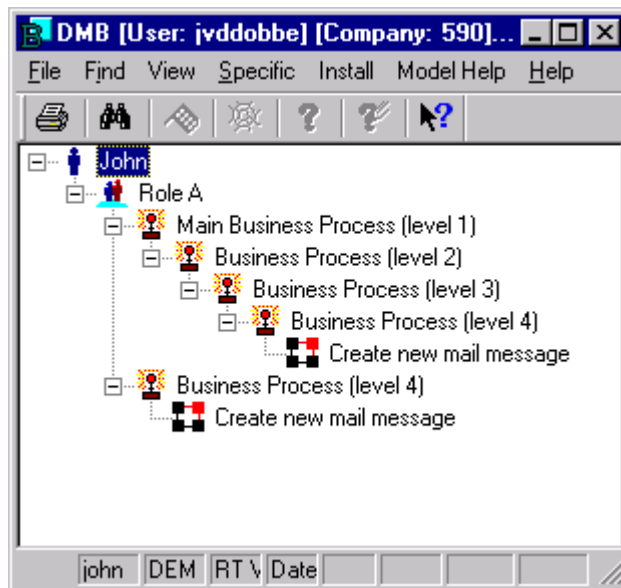 DMB [User: jvddobbe] [Company: 590]...
File Find View Specific Install Model Help Help
John
Role A
Main Business Process (level 1)
Business Process (level 2)
Business Process (level 3)
Business Process (level 4)
Create new mail message
Business Process (level 4)
Create new mail message
john DEM RT V Date